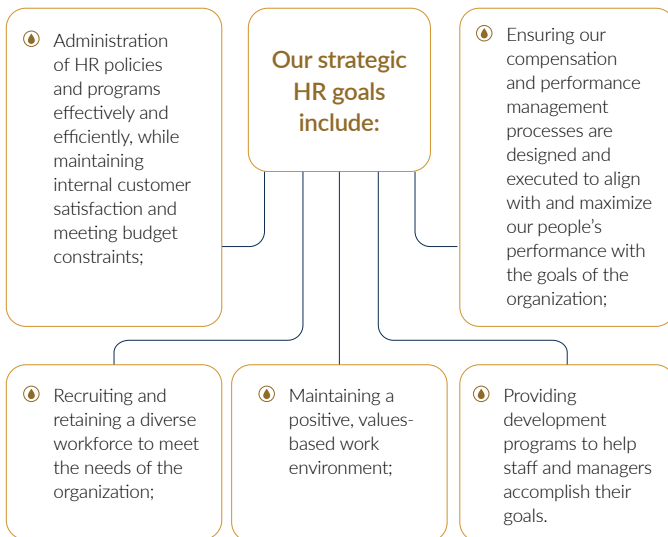 Our strategic
HR goals
include:
Administration
of HR policies
and programs
effectively and
efficiently, while
maintaining
internal customer
satisfaction and
meeting budget
constraints;
Ensuring our
compensation
and performance
management
processes are
designed and
executed to align
with and maximize
our people’s
performance with
the goals of the
organization;
Recruiting and
retaining a diverse
workforce to meet
the needs of the
organization;
Maintaining a
positive, values-
based work
environment;
Providing
development
programs to help
staff and managers
accomplish their
goals.